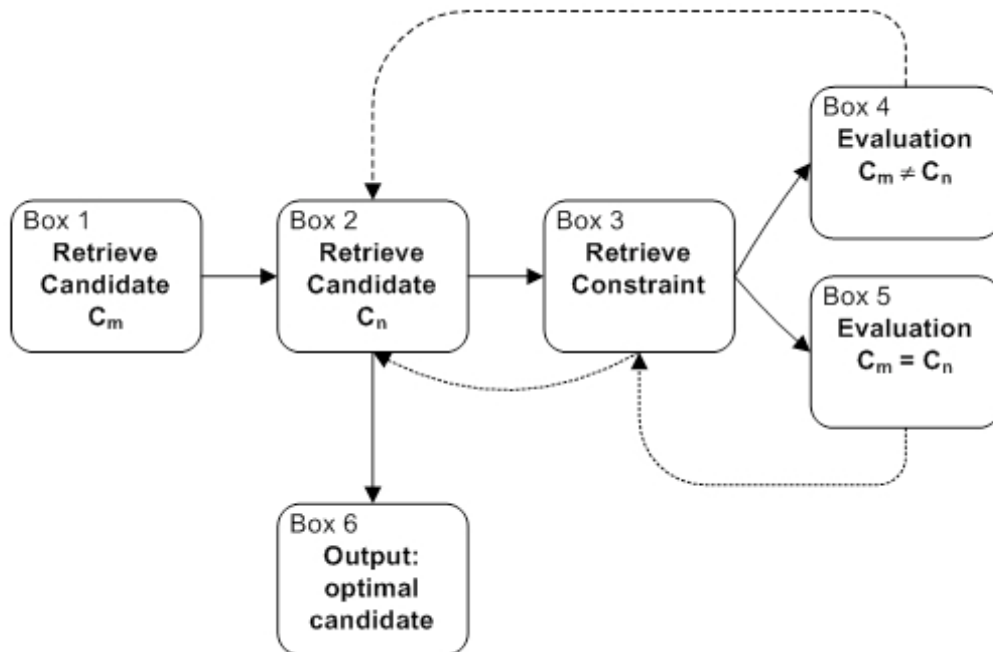 Box 1
Retrieve
Candidate
Cₘ
Box 2
Retrieve
Candidate
Cₙ
Box 3
Retrieve
Constraint
Box 4
Evaluation
Cₘ ≠ Cₙ
Box 5
Evaluation
Cₘ = Cₙ
Box 6
Output:
optimal
candidate